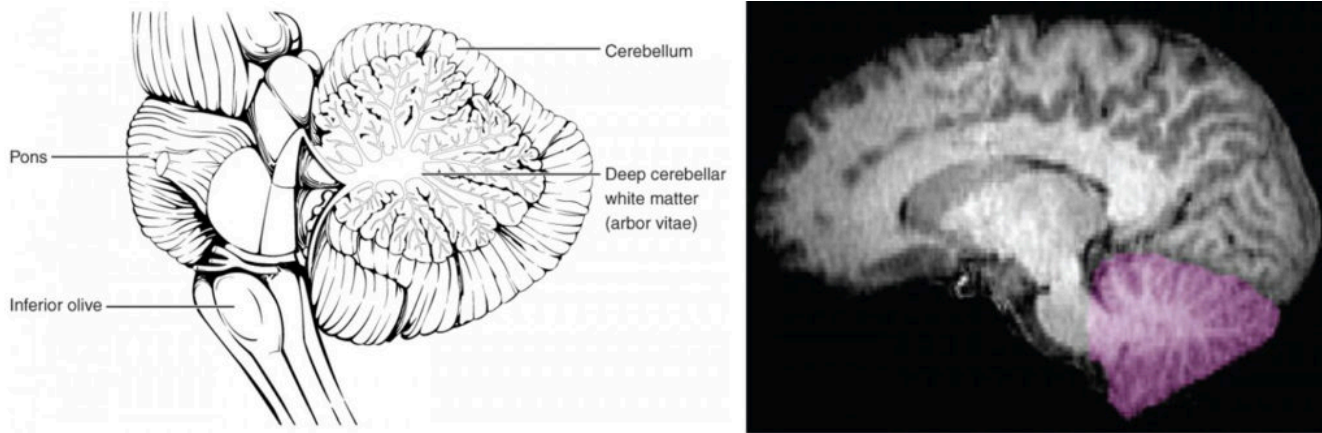 Cerebellum
Pons
Deep cerebellar
white matter
(arbor vitae)
Inferior olive